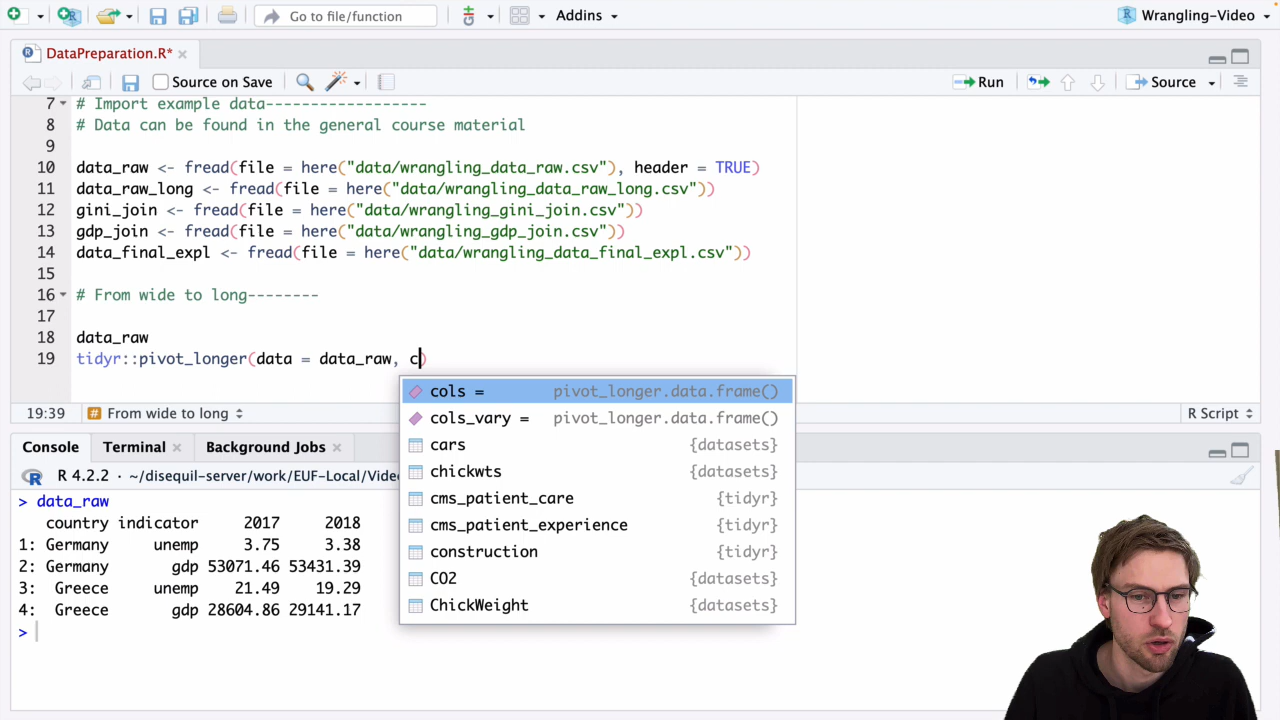 Go to file/function
Addins
Wrangling-Video
DataPreparation.R*
Source on Save
Run
Source
7 # Import example data------------------
8 # Data can be found in the general course material
9
10 data_raw <- fread(file = here("data/wrangling_data_raw.csv"), header = TRUE)
11 data_raw_long <- fread(file = here("data/wrangling_data_raw_long.csv"))
12 gini_join <- fread(file = here("data/wrangling_gini_join.csv"))
13 gdp_join <- fread(file = here("data/wrangling_gdp_join.csv"))
14 data_final_expl <- fread(file = here("data/wrangling_data_final_expl.csv"))
15
16 # From wide to long--------
17
18 data_raw
19 tidyr::pivot_longer(data = data_raw, c)
cols = pivot_longer.data.frame()
cols_vary = pivot_longer.data.frame()
cars {datasets}
chickwts {datasets}
cms_patient_care {tidyr}
cms_patient_experience {tidyr}
construction {tidyr}
CO2 {datasets}
ChickWeight {datasets}
19:39 # From wide to long R Script
Console Terminal Background Jobs
R 4.2.2 · ~/disequil-server/work/EUF-Local/Vide
> data_raw
country indicator 2017 2018
1: Germany unemp 3.75 3.38
2: Germany gdp 53071.46 53431.39
3: Greece unemp 21.49 19.29
4: Greece gdp 28604.86 29141.17
>